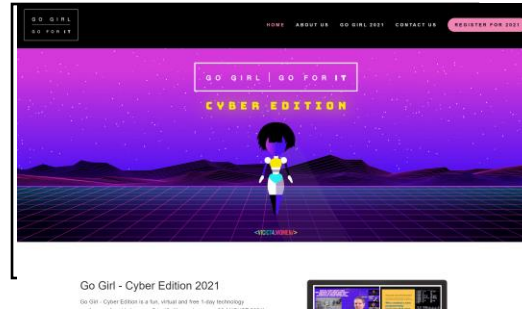 GO GIRL
GO FOR IT
HOME ABOUT US GO GIRL 2021 CONTACT US REGISTER FOR 2021
GO GIRL | GO FOR IT
CYBER EDITION
Go Girl - Cyber Edition 2021
Go Girl - Cyber Edition is a fun, virtual and free 1-day technology